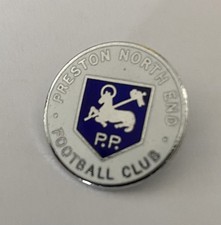 · PRESTON NORTH END ·
FOOTBALL CLUB
P.P.